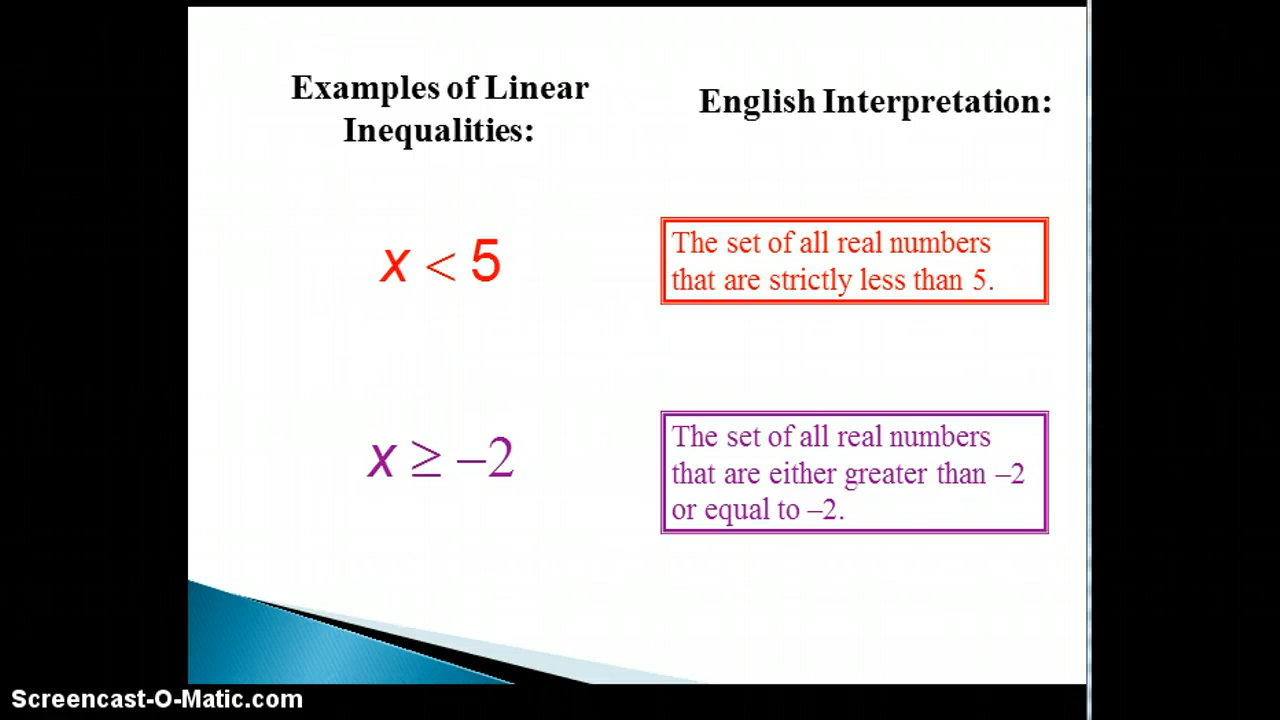 Examples of Linear
Inequalities:
English Interpretation:
x < 5
The set of all real numbers
that are strictly less than 5.
x ≥ –2
The set of all real numbers
that are either greater than –2
or equal to –2.
Screencast-O-Matic.com